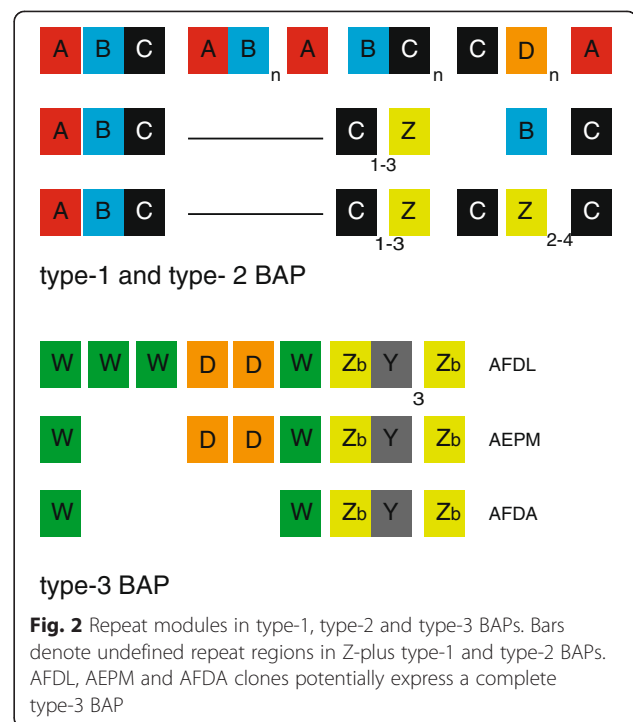 A B C A B n A B C n C D n A
A B C C Z 1-3 B C
A B C C Z 1-3 C Z 2-4 C
type-1 and type- 2 BAP
W W W D D W Zb Y 3 Zb AFDL
W D D W Zb Y Zb AEPM
W W Zb Y Zb AFDA
type-3 BAP
Fig. 2 Repeat modules in type-1, type-2 and type-3 BAPs. Bars
denote undefined repeat regions in Z-plus type-1 and type-2 BAPs.
AFDL, AEPM and AFDA clones potentially express a complete
type-3 BAP